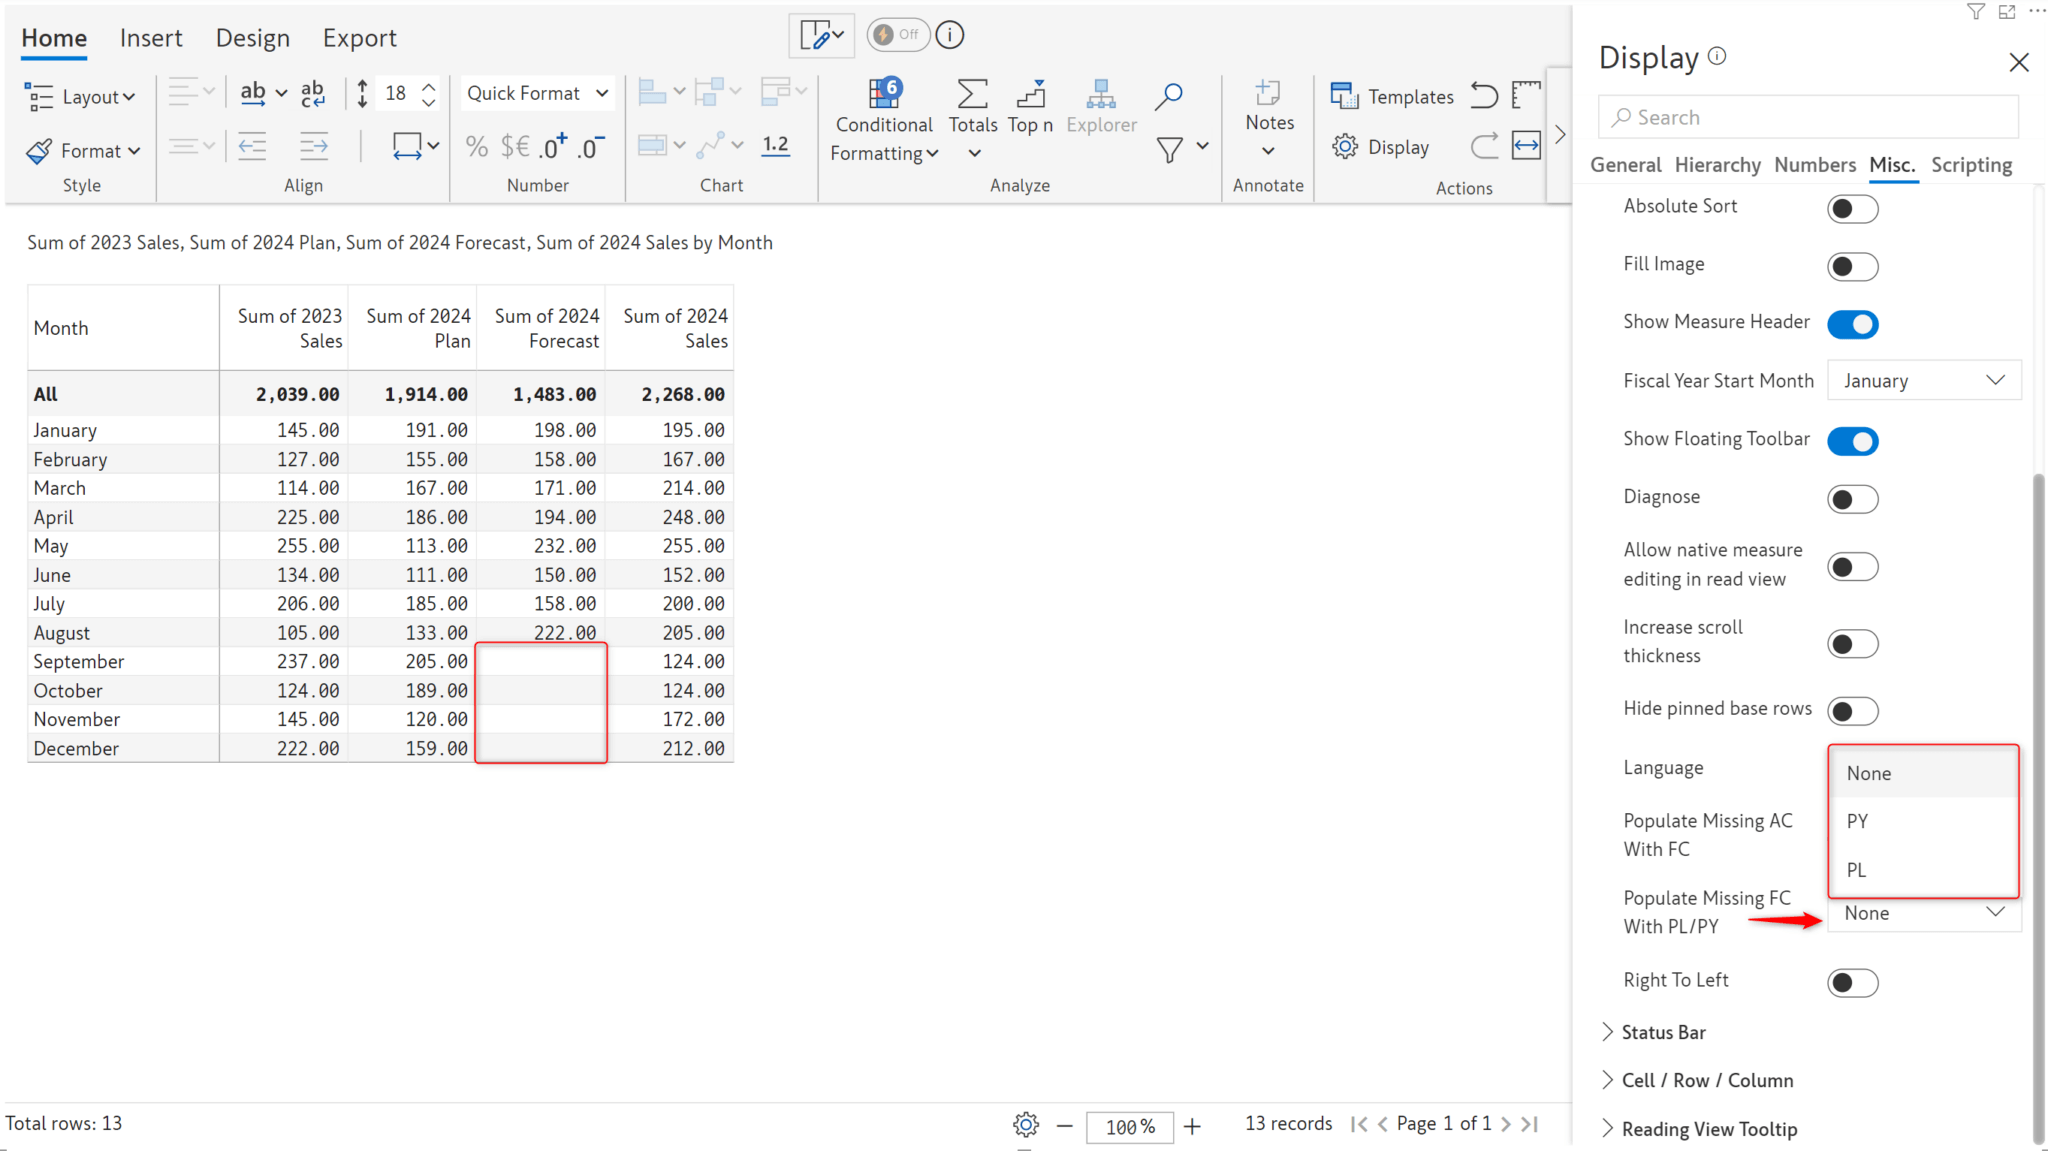 Home Insert Design Export
Off
Layout
Format
Style
ab ab
c
18
Align
Quick Format
% $€ .0+ .0-
Number
1.2
Chart
6
Conditional
Formatting
Totals
Top n
Explorer
Analyze
Notes
Annotate
Templates
Display
Actions
Sum of 2023 Sales, Sum of 2024 Plan, Sum of 2024 Forecast, Sum of 2024 Sales by Month
Month Sum of 2023 Sales Sum of 2024 Plan Sum of 2024 Forecast Sum of 2024 Sales
All 2,039.00 1,914.00 1,483.00 2,268.00
January 145.00 191.00 198.00 195.00
February 127.00 155.00 158.00 167.00
March 114.00 167.00 171.00 214.00
April 225.00 186.00 194.00 248.00
May 255.00 113.00 232.00 255.00
June 134.00 111.00 150.00 152.00
July 206.00 185.00 158.00 200.00
August 105.00 133.00 222.00 205.00
September 237.00 205.00 124.00
October 124.00 189.00 124.00
November 145.00 120.00 172.00
December 222.00 159.00 212.00
Total rows: 13
100 %
13 records
Page 1 of 1
Display
Search
General Hierarchy Numbers Misc. Scripting
Absolute Sort
Fill Image
Show Measure Header
Fiscal Year Start Month January
Show Floating Toolbar
Diagnose
Allow native measure
editing in read view
Increase scroll
thickness
Hide pinned base rows
Language
None
PY
PL
Populate Missing AC
With FC
Populate Missing FC
With PL/PY
None
Right To Left
Status Bar
Cell / Row / Column
Reading View Tooltip